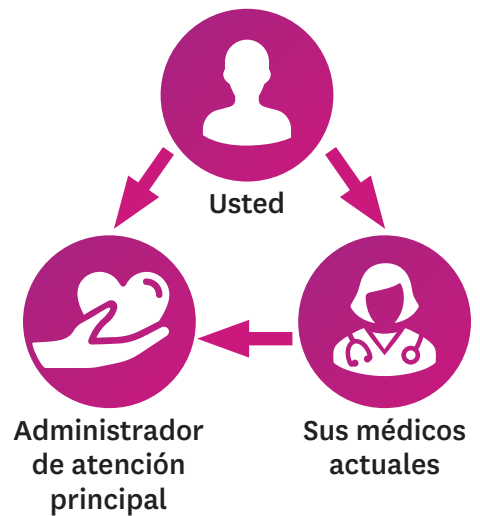 Usted
Administrador
de atención
principal
Sus médicos
actuales